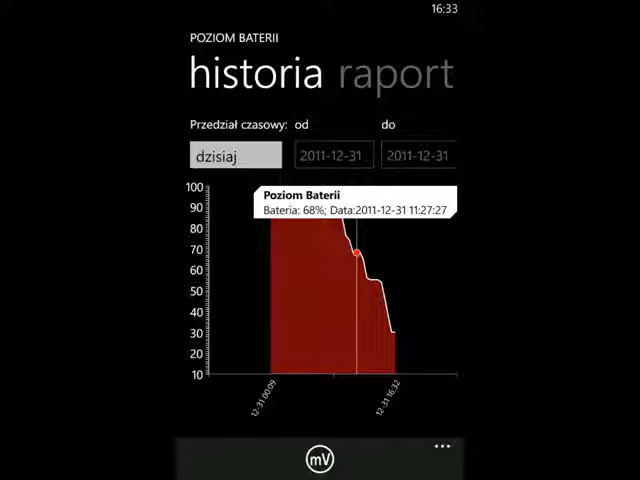 16:33
POZIOM BATERII
historia raport
Przedział czasowy: od do
dzisiaj 2011-12-31 2011-12-31
Poziom Baterii
Bateria: 68%; Data:2011-12-31 11:27:27
100
90
80
70
60
50
40
30
20
10
12-31 00:09 12-31 16:32
mV